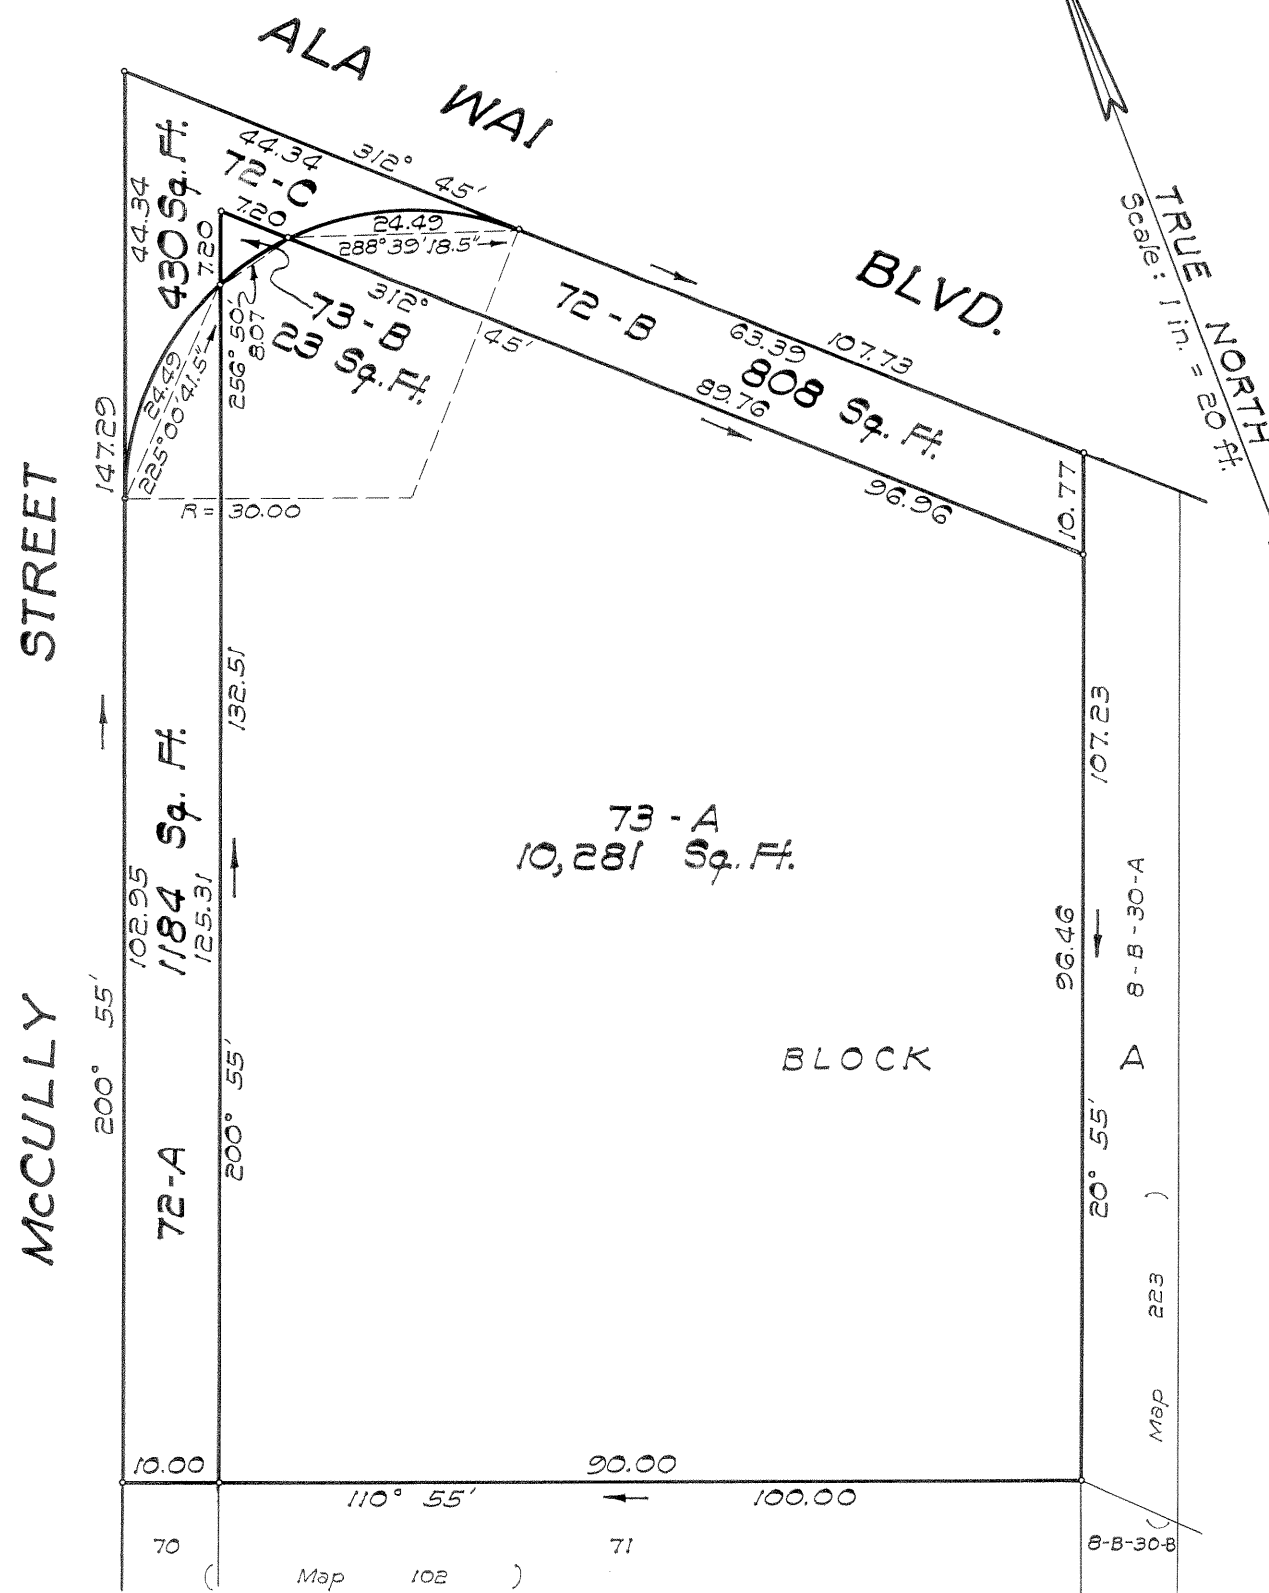 ALA WAI BLVD.
TRUE NORTH
Scale: 1 in. = 20 ft.
44.34
312° 45'
72-C
430 Sq. Ft.
44.34
7.20
7.20
24.49
288° 39' 18.5"
73-B
23 Sq. Ft.
256° 50'
8.07
312° 45'
72-B
808 Sq. Ft.
63.39
107.73
89.76
96.96
10.77
24.49
225° 00' 41.5"
R = 30.00
147.29
McCULLY STREET
132.51
107.23
73-A
10,281 Sq. Ft.
1184 Sq. Ft.
102.95
125.31
96.46
8-B-30-A
BLOCK A
200° 55'
200° 55'
20° 55'
72-A
(Map 223)
10.00
90.00
110° 55'
100.00
70
71
8-B-30-B
( Map 102 )